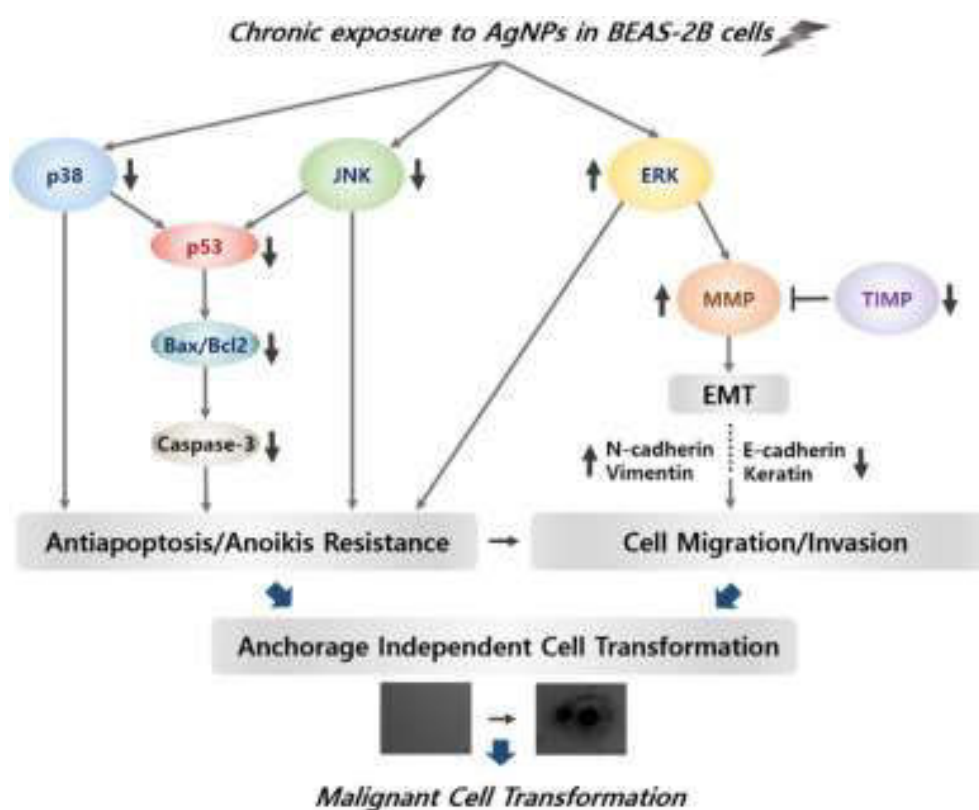 Chronic exposure to AgNPs in BEAS-2B cells
p38
JNK
ERK
p53
MMP
TIMP
Bax/Bcl2
EMT
Caspase-3
N-cadherin
Vimentin
E-cadherin
Keratin
Antiapoptosis/Anoikis Resistance
Cell Migration/Invasion
Anchorage Independent Cell Transformation
Malignant Cell Transformation